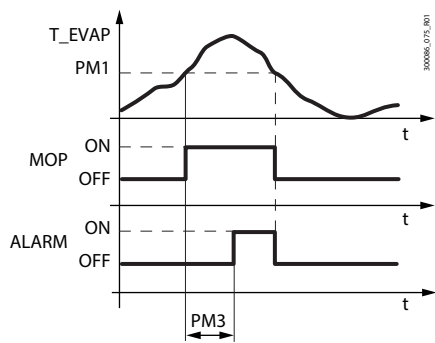 T_EVAP
PM1
t
MOP ON
OFF
t
ALARM ON
OFF
t
PM3
300086_075_R01